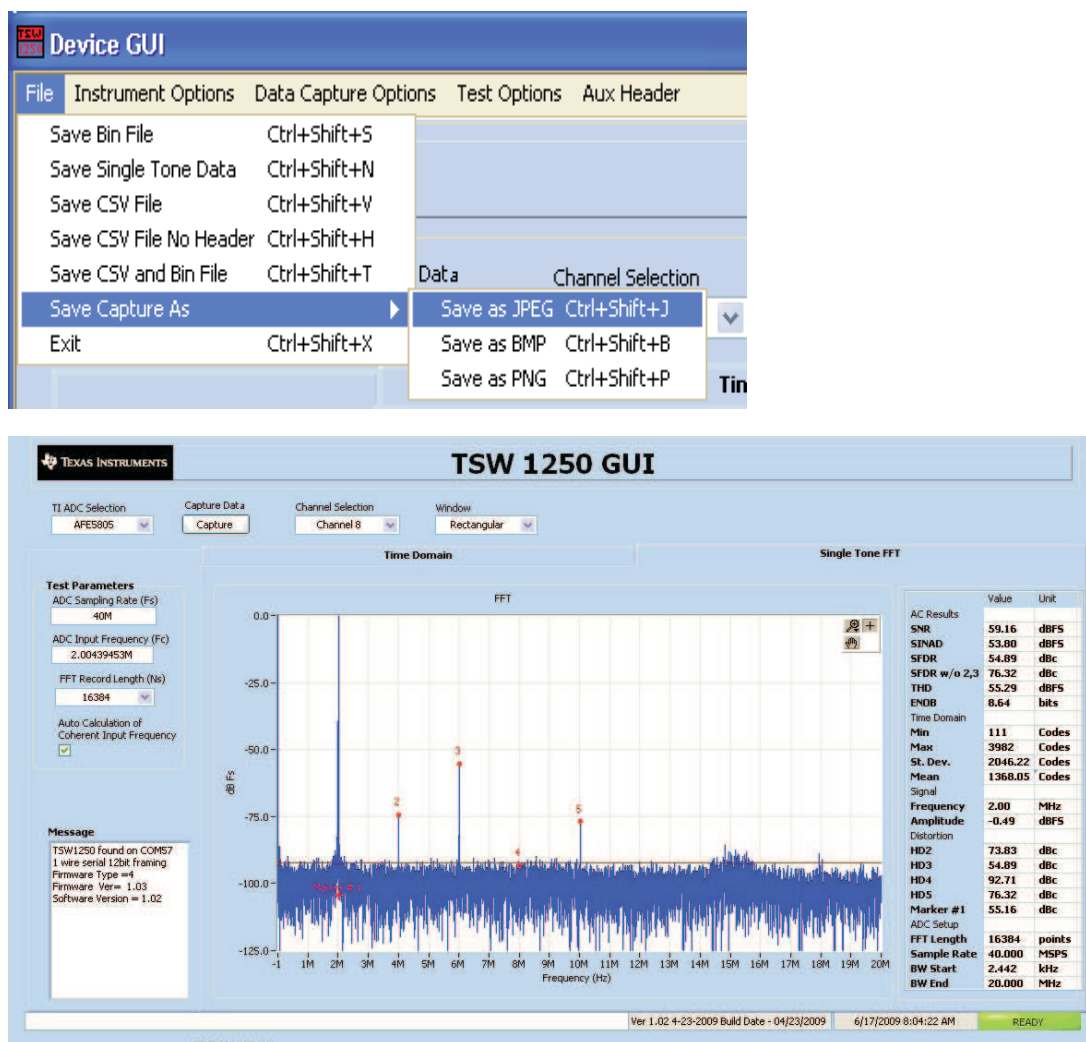 TSW 1250 Device GUI
File Instrument Options Data Capture Options Test Options Aux Header
Save Bin File Ctrl+Shift+S
Save Single Tone Data Ctrl+Shift+N
Save CSV File Ctrl+Shift+V
Save CSV File No Header Ctrl+Shift+H
Save CSV and Bin File Ctrl+Shift+T Data Channel Selection
Save Capture As Save as JPEG Ctrl+Shift+J
Exit Ctrl+Shift+X Save as BMP Ctrl+Shift+B
Save as PNG Ctrl+Shift+P Tin
TEXAS INSTRUMENTS TSW 1250 GUI
TI ADC Selection Capture Data Channel Selection Window
AFE5805 Capture Channel 8 Rectangular
Time Domain Single Tone FFT
Test Parameters
ADC Sampling Rate (Fs)
40M
ADC Input Frequency (Fc)
2.00439453M
FFT Record Length (Ns)
16384
Auto Calculation of
Coherent Input Frequency
Message
TSW1250 found on COM57
1 wire serial 12bit framing
Firmware Type =4
Firmware Ver= 1.03
Software Version = 1.02
FFT
dB Fs
0.0
-25.0
-50.0
-75.0
-100.0
-125.0
2
3
4
5
Marker #1
-1 1M 2M 3M 4M 5M 6M 7M 8M 9M 10M 11M 12M 13M 14M 15M 16M 17M 18M 19M 20M
Frequency (Hz)
Value Unit
AC Results
SNR 59.16 dBFS
SINAD 53.80 dBFS
SFDR 54.89 dBc
SFDR w/o 2,3 76.32 dBc
THD 55.29 dBFS
ENOB 8.64 bits
Time Domain
Min 111 Codes
Max 3982 Codes
St. Dev. 2046.22 Codes
Mean 1368.05 Codes
Signal
Frequency 2.00 MHz
Amplitude -0.49 dBFS
Distortion
HD2 73.83 dBc
HD3 54.89 dBc
HD4 92.71 dBc
HD5 76.32 dBc
Marker #1 55.16 dBc
ADC Setup
FFT Length 16384 points
Sample Rate 40.000 MSPS
BW Start 2.442 kHz
BW End 20.000 MHz
Ver 1.02 4-23-2009 Build Date - 04/23/2009 6/17/2009 8:04:22 AM READY